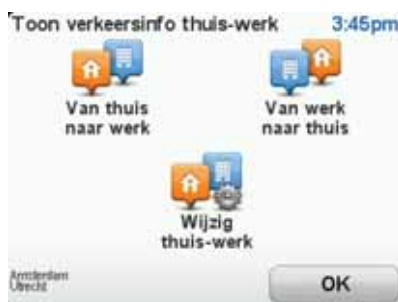 Toon verkeersinfo thuis-werk 3:45pm
Van thuis
naar werk
Van werk
naar thuis
Wijzig
thuis-werk
Amsterdam
Utrecht
OK